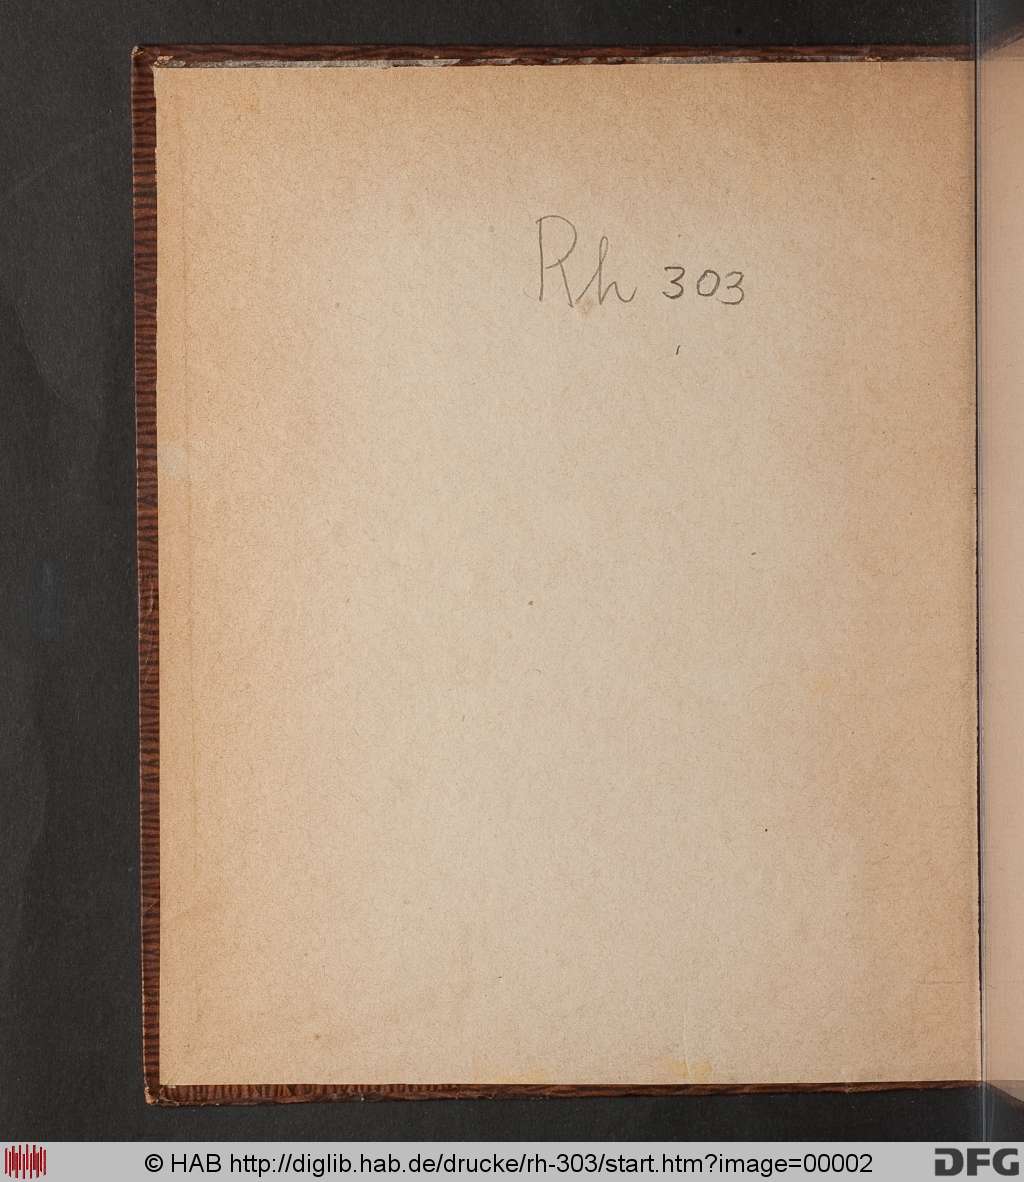 Rh 303
© HAB http://diglib.hab.de/drucke/rh-303/start.htm?image=00002
DFG